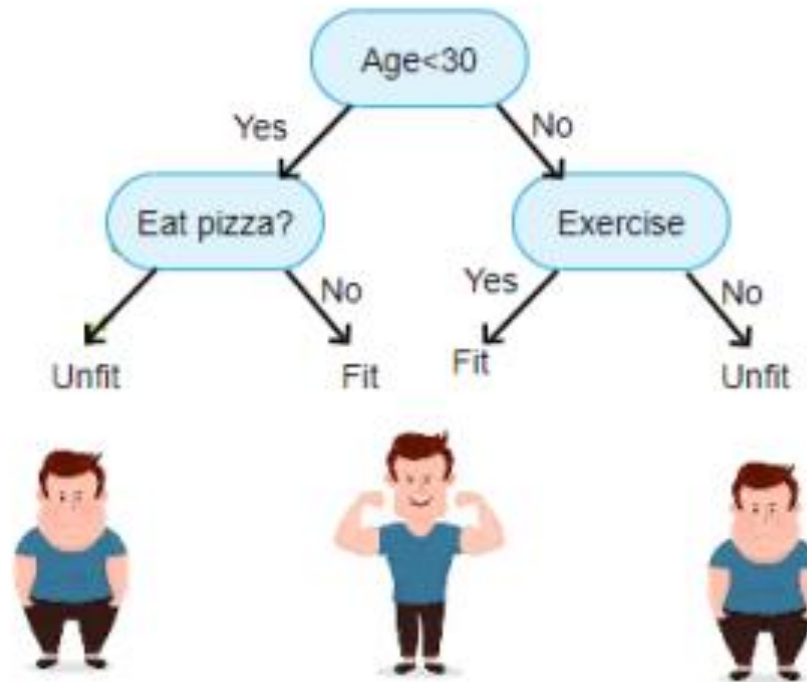 Age<30
Yes
No
Eat pizza?
Exercise
No
Yes
No
Unfit
Fit
Fit
Unfit